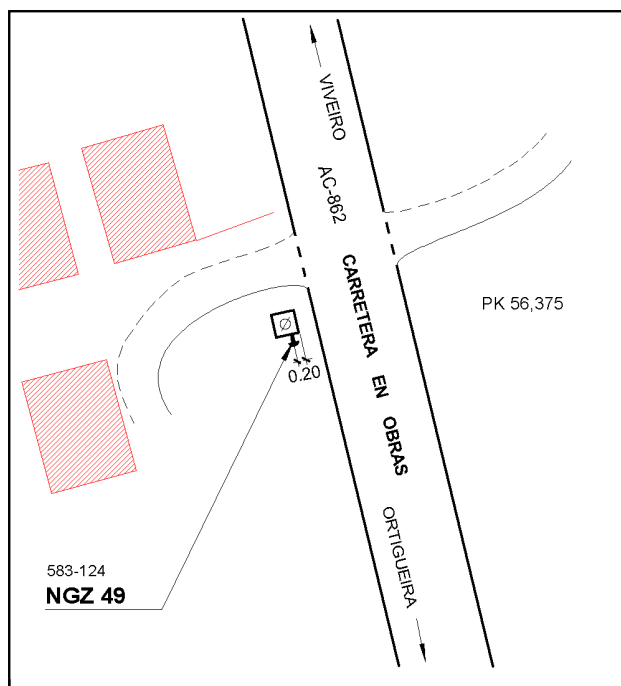 VIVEIRO
AC-862
CARRETERA EN OBRAS
PK 56,375
Ø
0.20
ORTIGUEIRA
583-124
NGZ 49